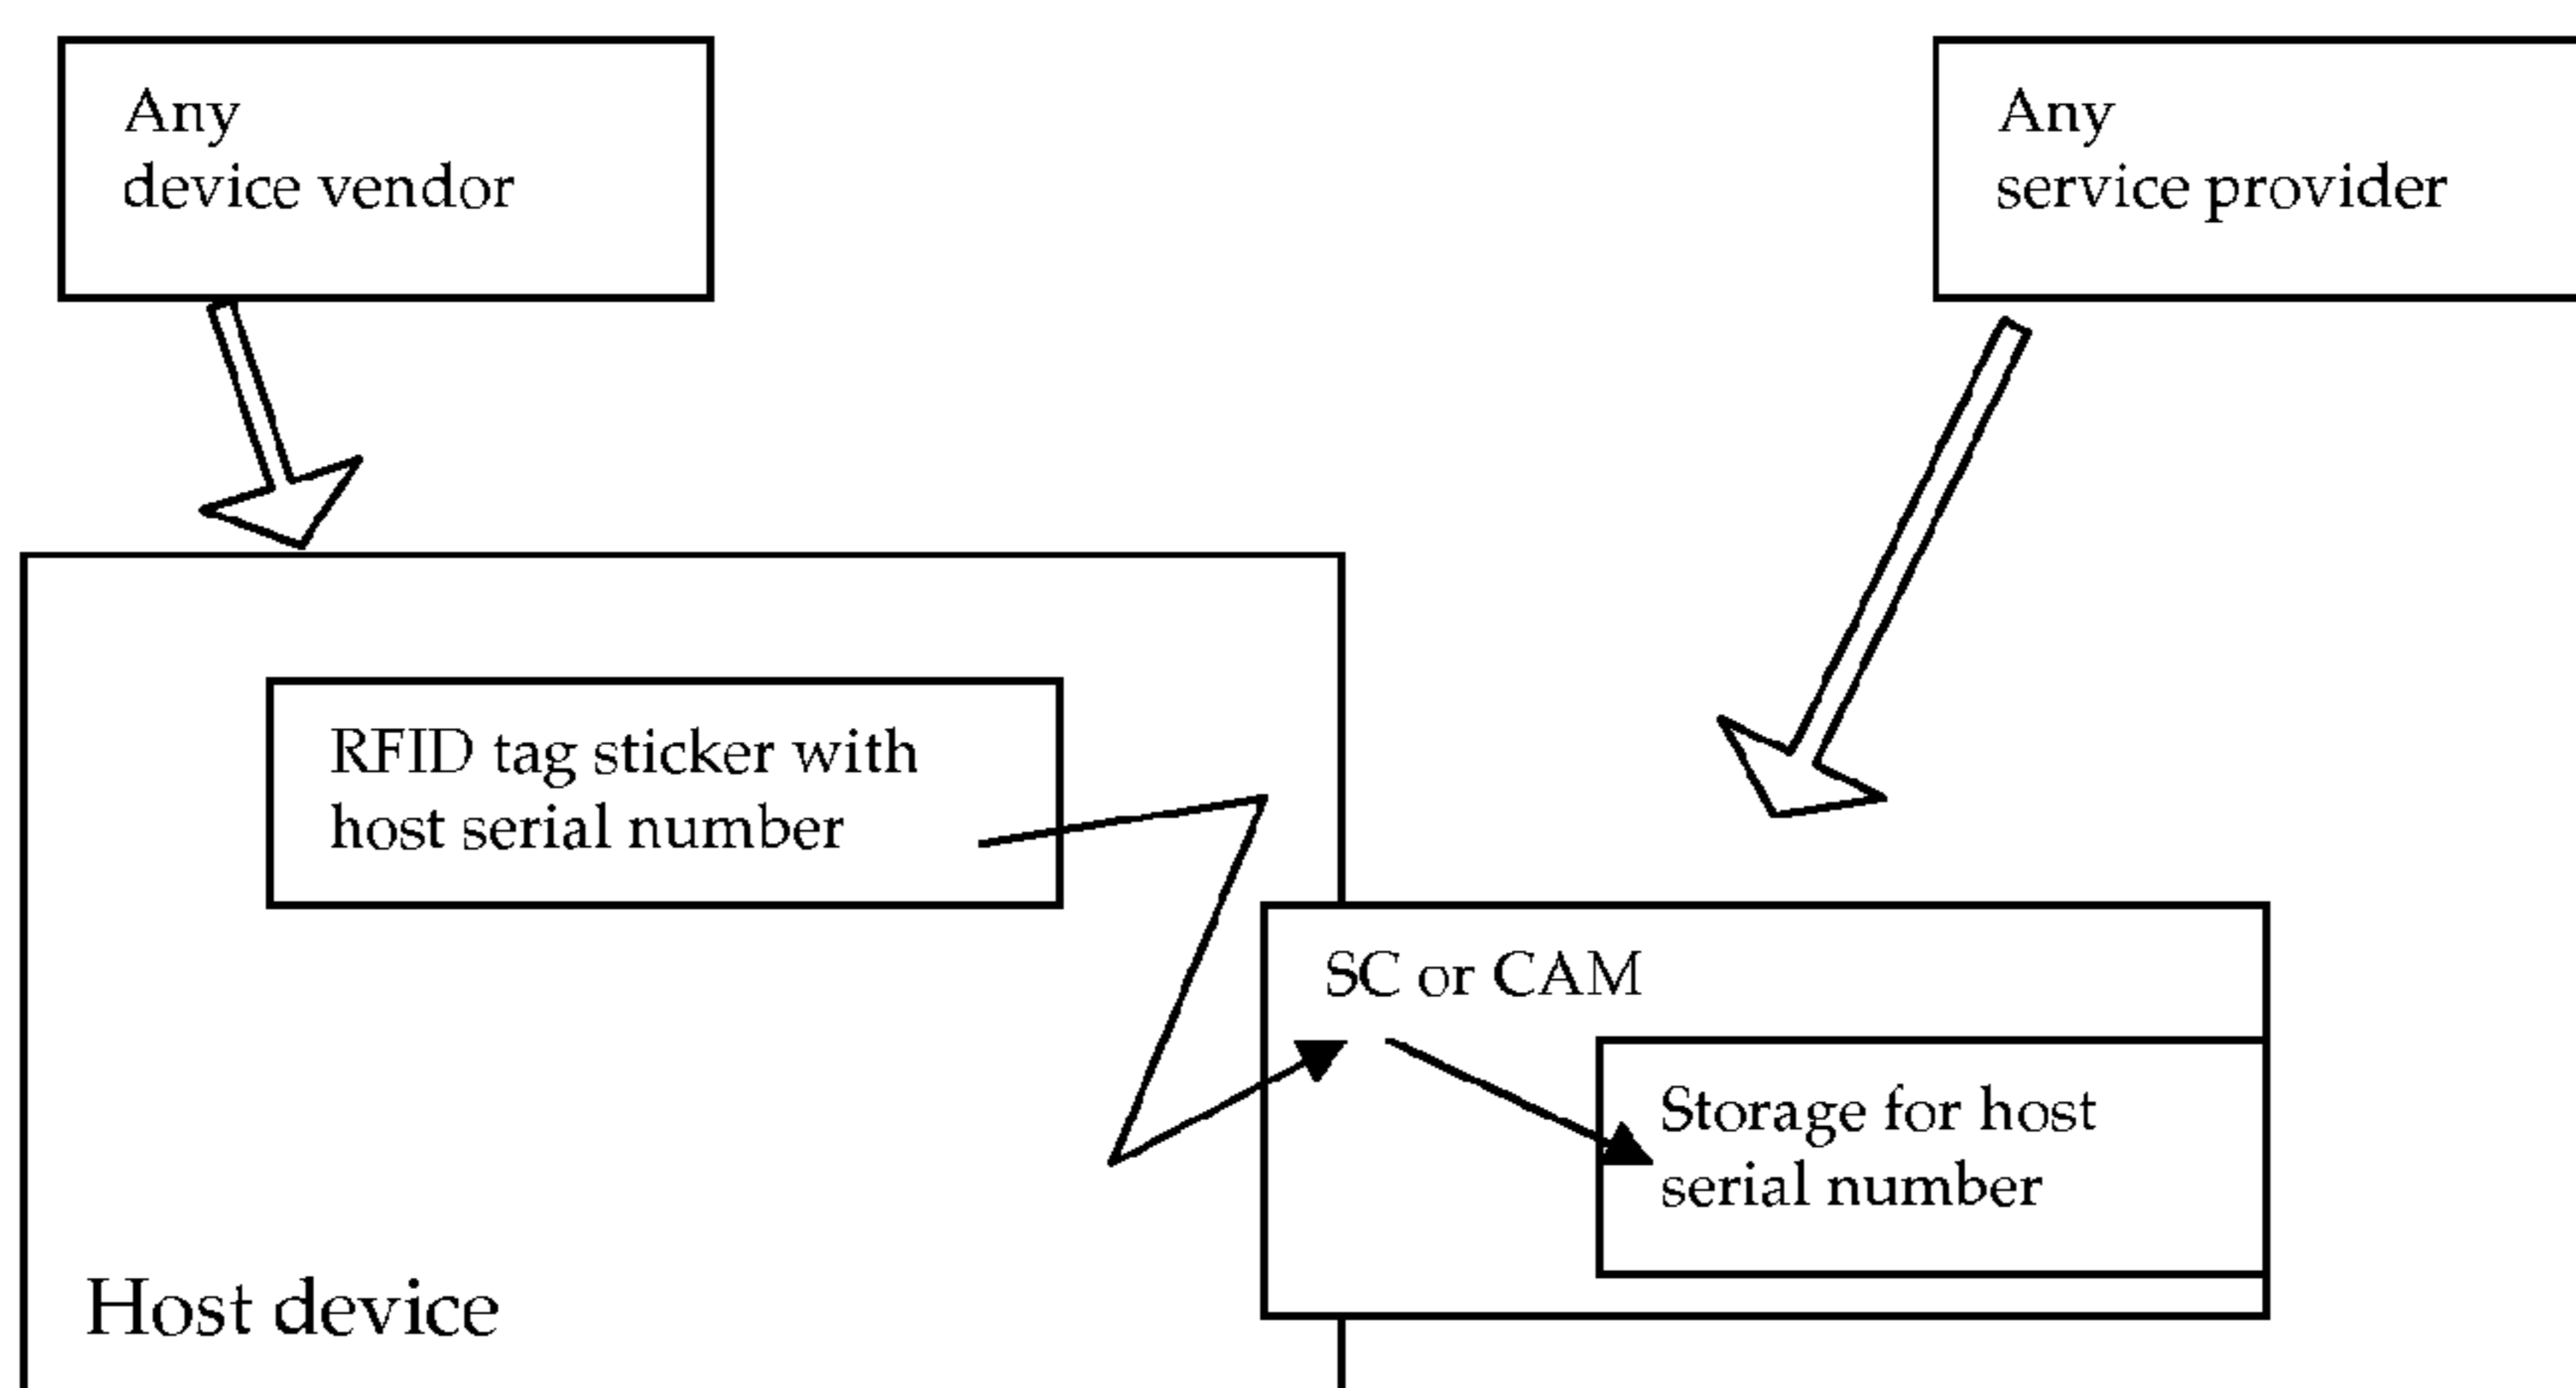 Any
device vendor
Any
service provider
RFID tag sticker with
host serial number
SC or CAM
Storage for host
serial number
Host device